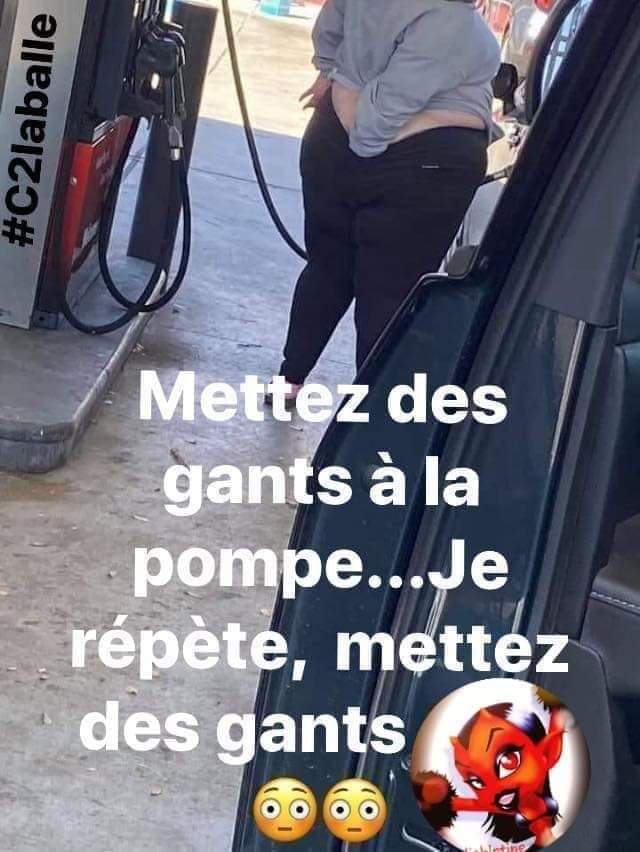 #C2laballe
Mettez des
gants à la
pompe...Je
répète, mettez
des gants